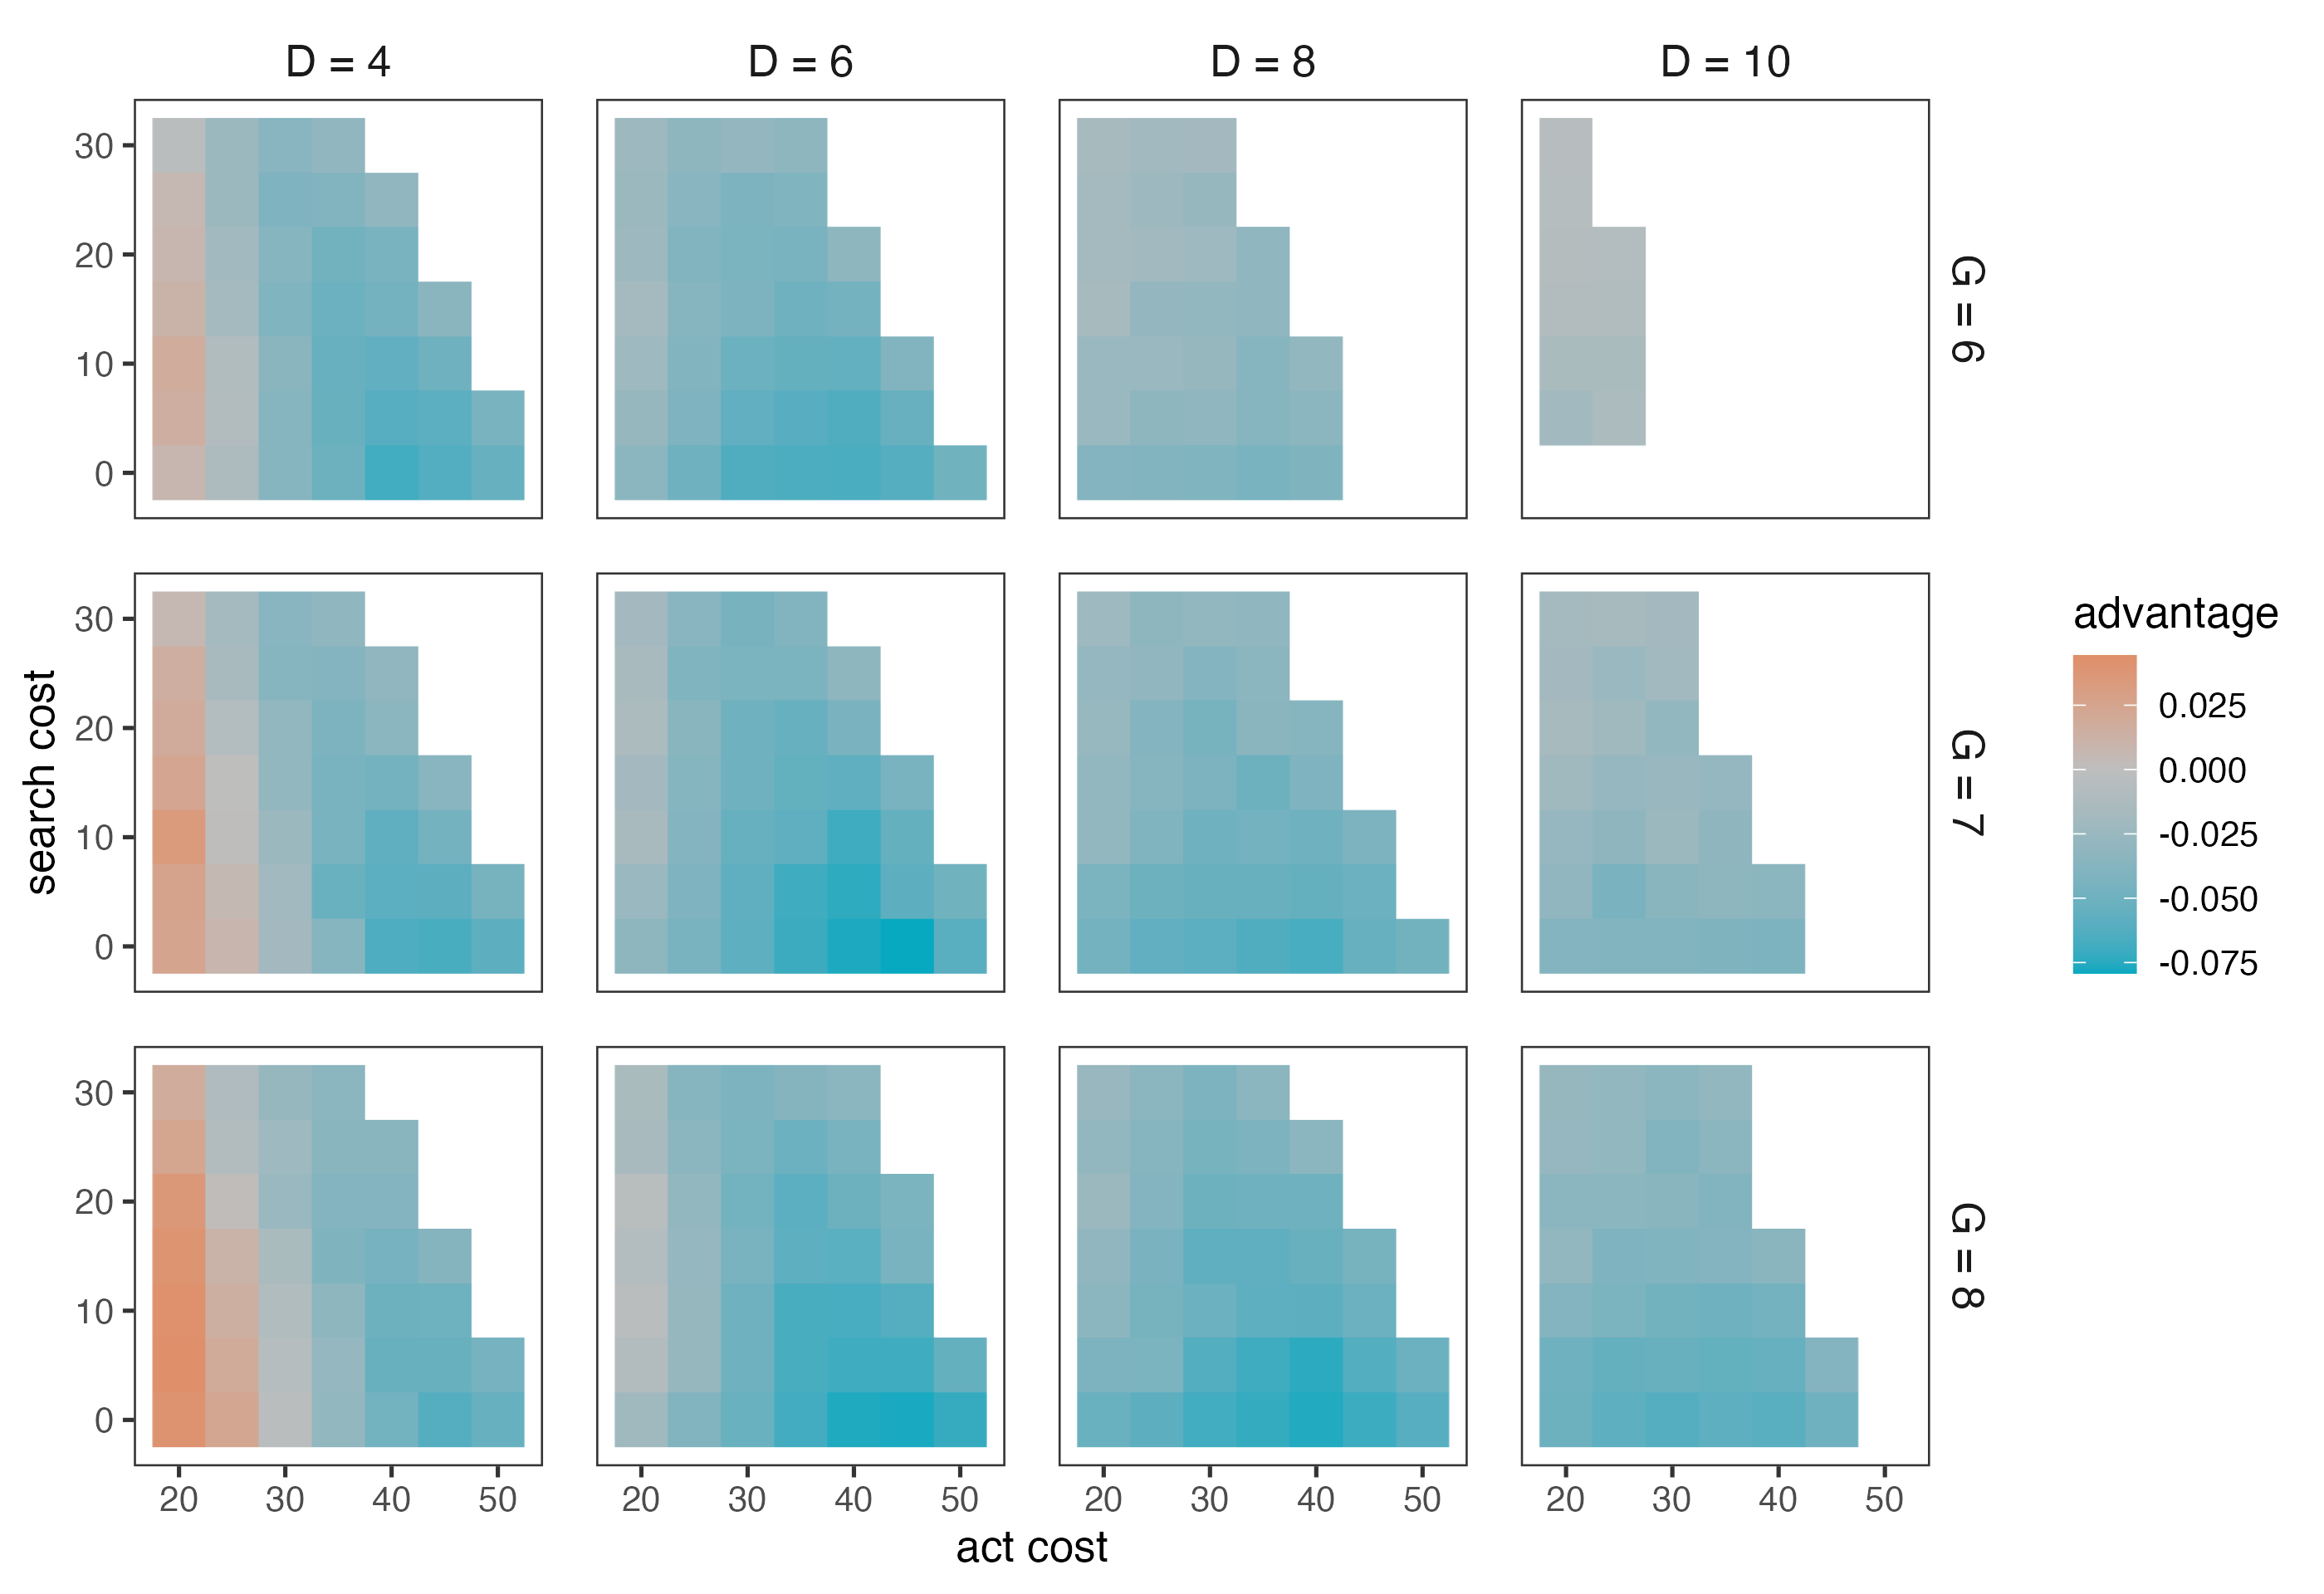 D = 4
D = 6
D = 8
D = 10
30
20
10
0
G = 6
search cost
30
20
10
0
G = 7
advantage
0.025
0.000
-0.025
-0.050
-0.075
30
20
10
0
G = 8
20 30 40 50
20 30 40 50
20 30 40 50
20 30 40 50
act cost